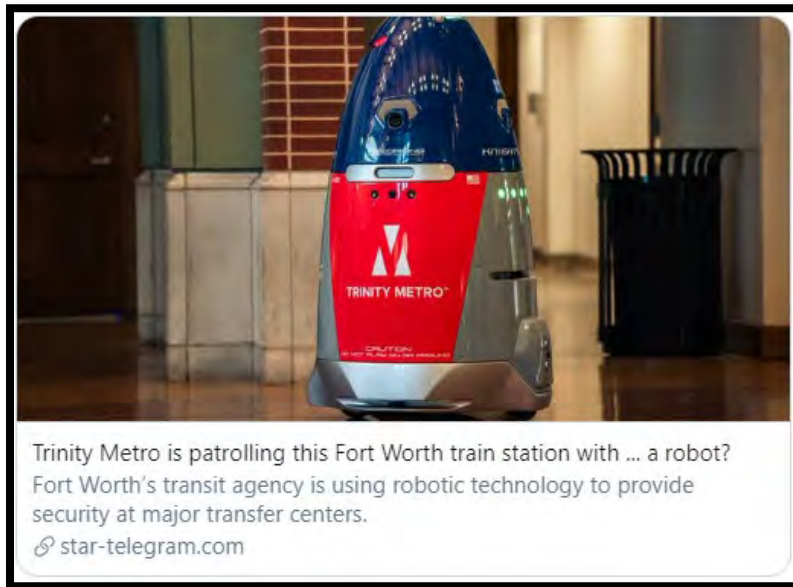 TRINITY METRO
CAUTION
Trinity Metro is patrolling this Fort Worth train station with ... a robot?
Fort Worth's transit agency is using robotic technology to provide
security at major transfer centers.
star-telegram.com